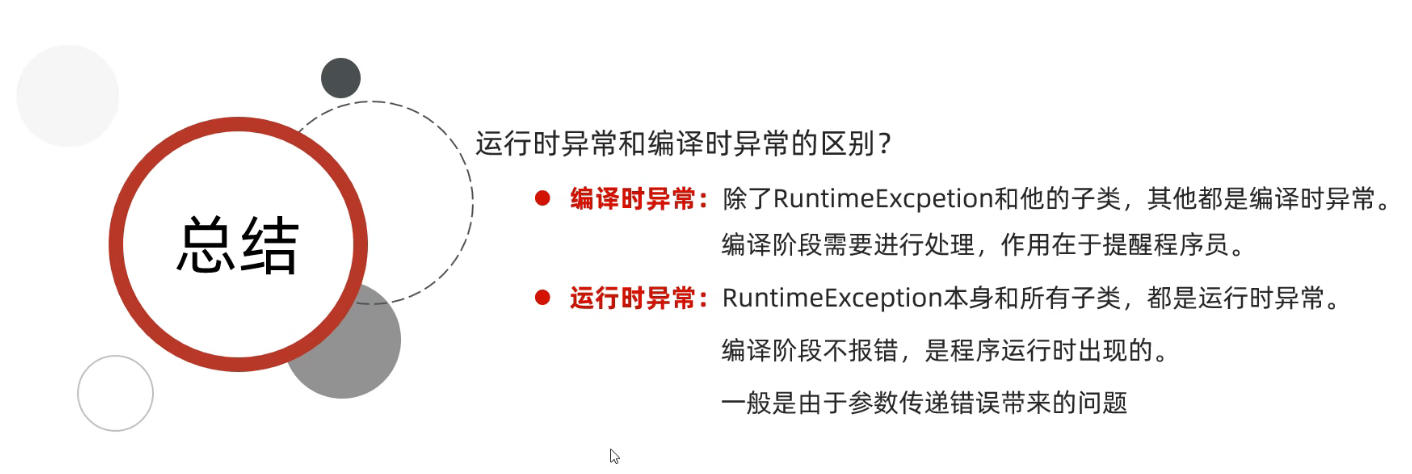 总结
运行时异常和编译时异常的区别？
编译时异常：除了RuntimeExcpetion和他的子类，其他都是编译时异常。
编译阶段需要进行处理，作用在于提醒程序员。
运行时异常：RuntimeException本身和所有子类，都是运行时异常。
编译阶段不报错，是程序运行时出现的。
一般是由于参数传递错误带来的问题